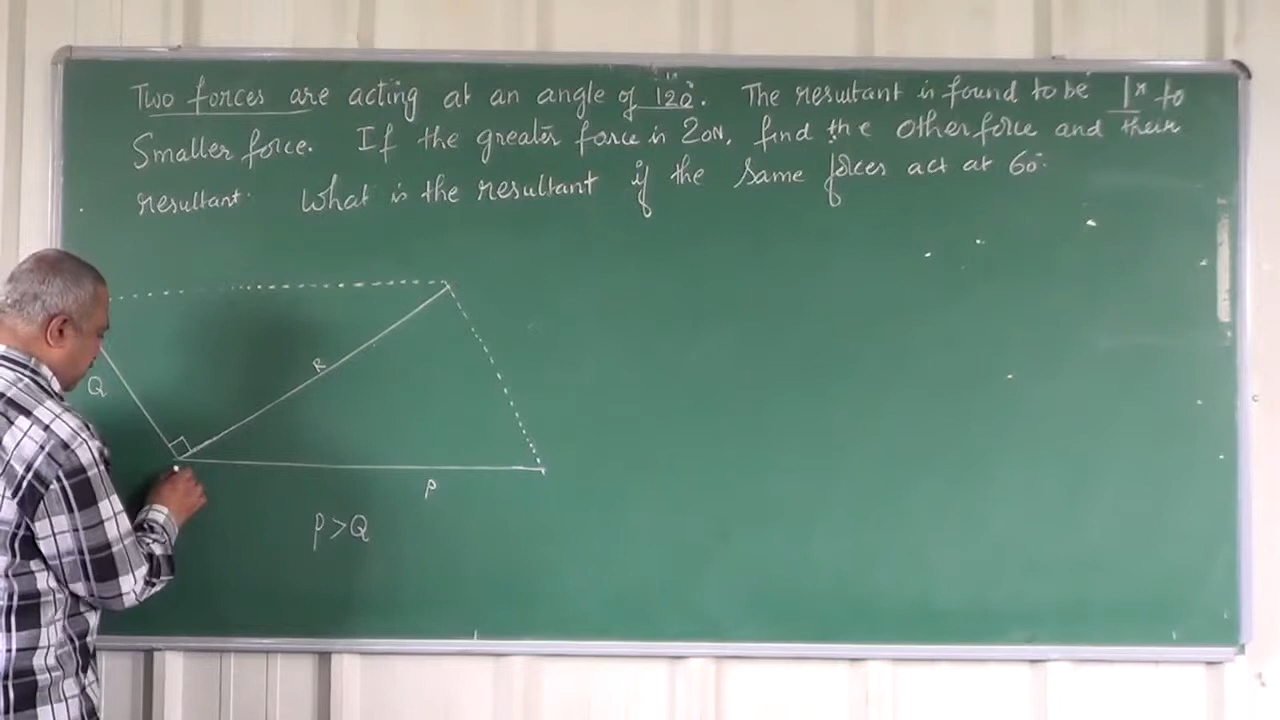 Two forces are acting at an angle of 120°. The resultant is found to be ⊥r to
Smaller force. If the greater force is 20N, find the other force and their
resultant. What is the resultant if the same forces act at 60°.
R
Q
P
P > Q